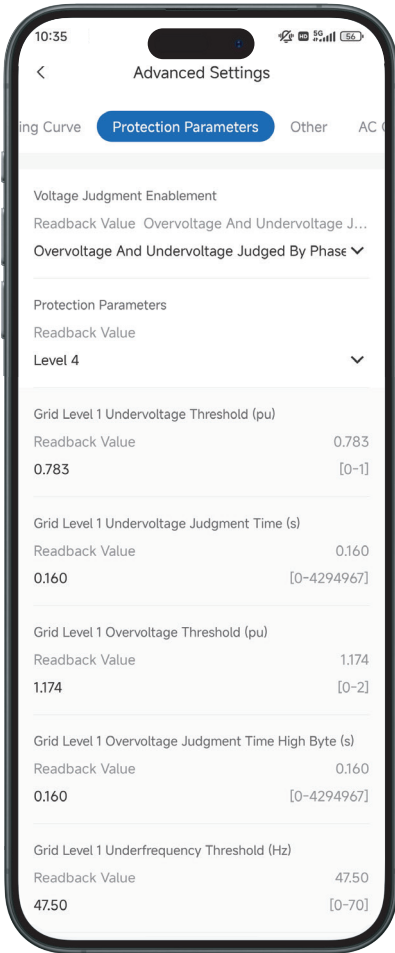 10:35
HD 5G 56
Advanced Settings
ing Curve Protection Parameters Other AC
Voltage Judgment Enablement
Readback Value Overvoltage And Undervoltage J...
Overvoltage And Undervoltage Judged By Phase
Protection Parameters
Readback Value
Level 4
Grid Level 1 Undervoltage Threshold (pu)
Readback Value 0.783
0.783 [0-1]
Grid Level 1 Undervoltage Judgment Time (s)
Readback Value 0.160
0.160 [0-4294967]
Grid Level 1 Overvoltage Threshold (pu)
Readback Value 1.174
1.174 [0-2]
Grid Level 1 Overvoltage Judgment Time High Byte (s)
Readback Value 0.160
0.160 [0-4294967]
Grid Level 1 Underfrequency Threshold (Hz)
Readback Value 47.50
47.50 [0-70]